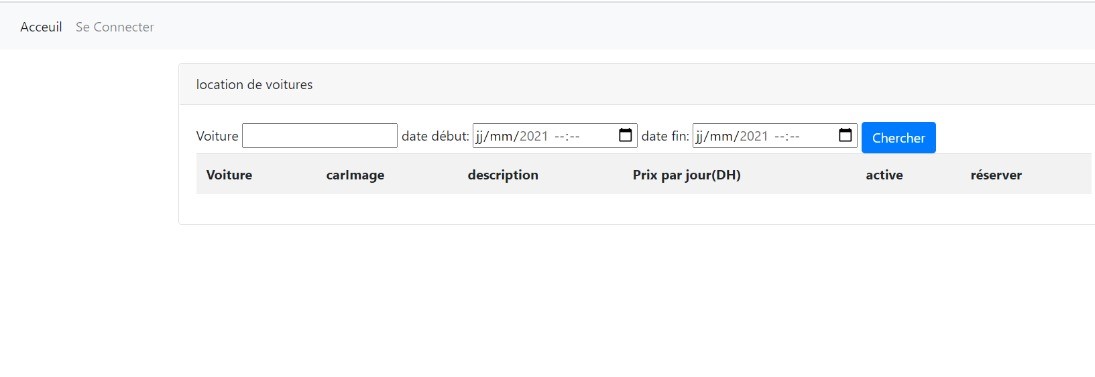 Acceuil Se Connecter
location de voitures
Voiture date début: jj/mm/2021 --:-- date fin: jj/mm/2021 --:-- Chercher
Voiture carImage description Prix par jour(DH) active réserver